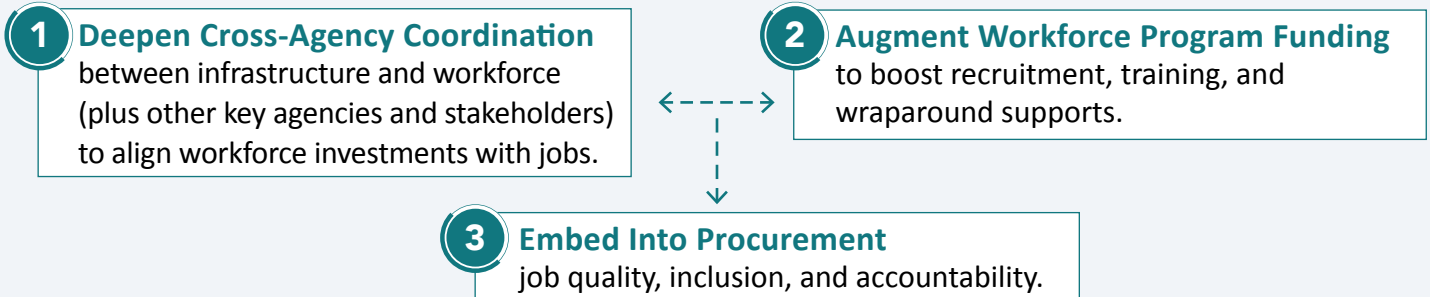 1 Deepen Cross-Agency Coordination
between infrastructure and workforce
(plus other key agencies and stakeholders)
to align workforce investments with jobs.
2 Augment Workforce Program Funding
to boost recruitment, training, and
wraparound supports.
3 Embed Into Procurement
job quality, inclusion, and accountability.